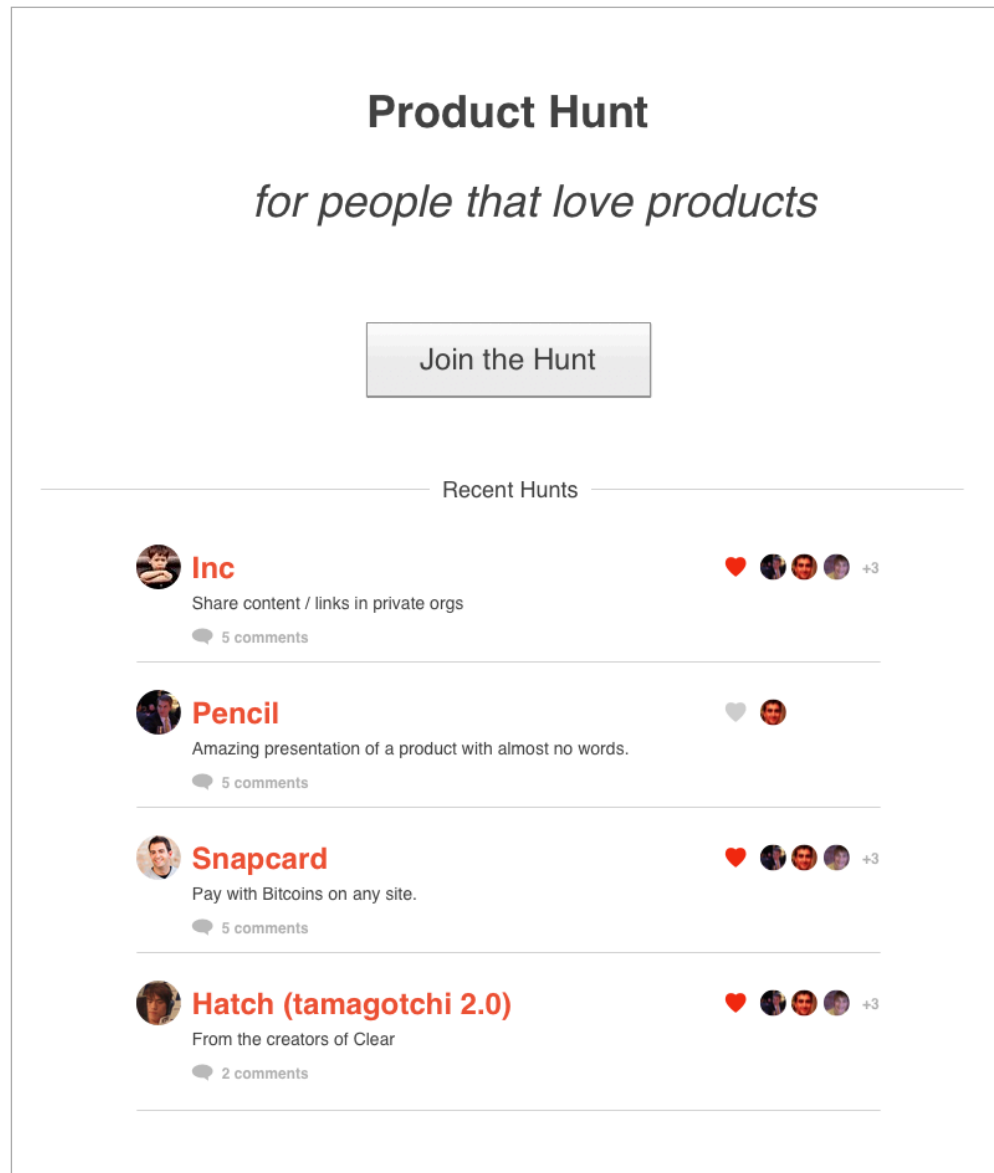 Product Hunt
for people that love products
Join the Hunt
Recent Hunts
Inc
+3
Share content / links in private orgs
5 comments
Pencil
Amazing presentation of a product with almost no words.
5 comments
Snapcard
+3
Pay with Bitcoins on any site.
5 comments
Hatch (tamagotchi 2.0)
+3
From the creators of Clear
2 comments